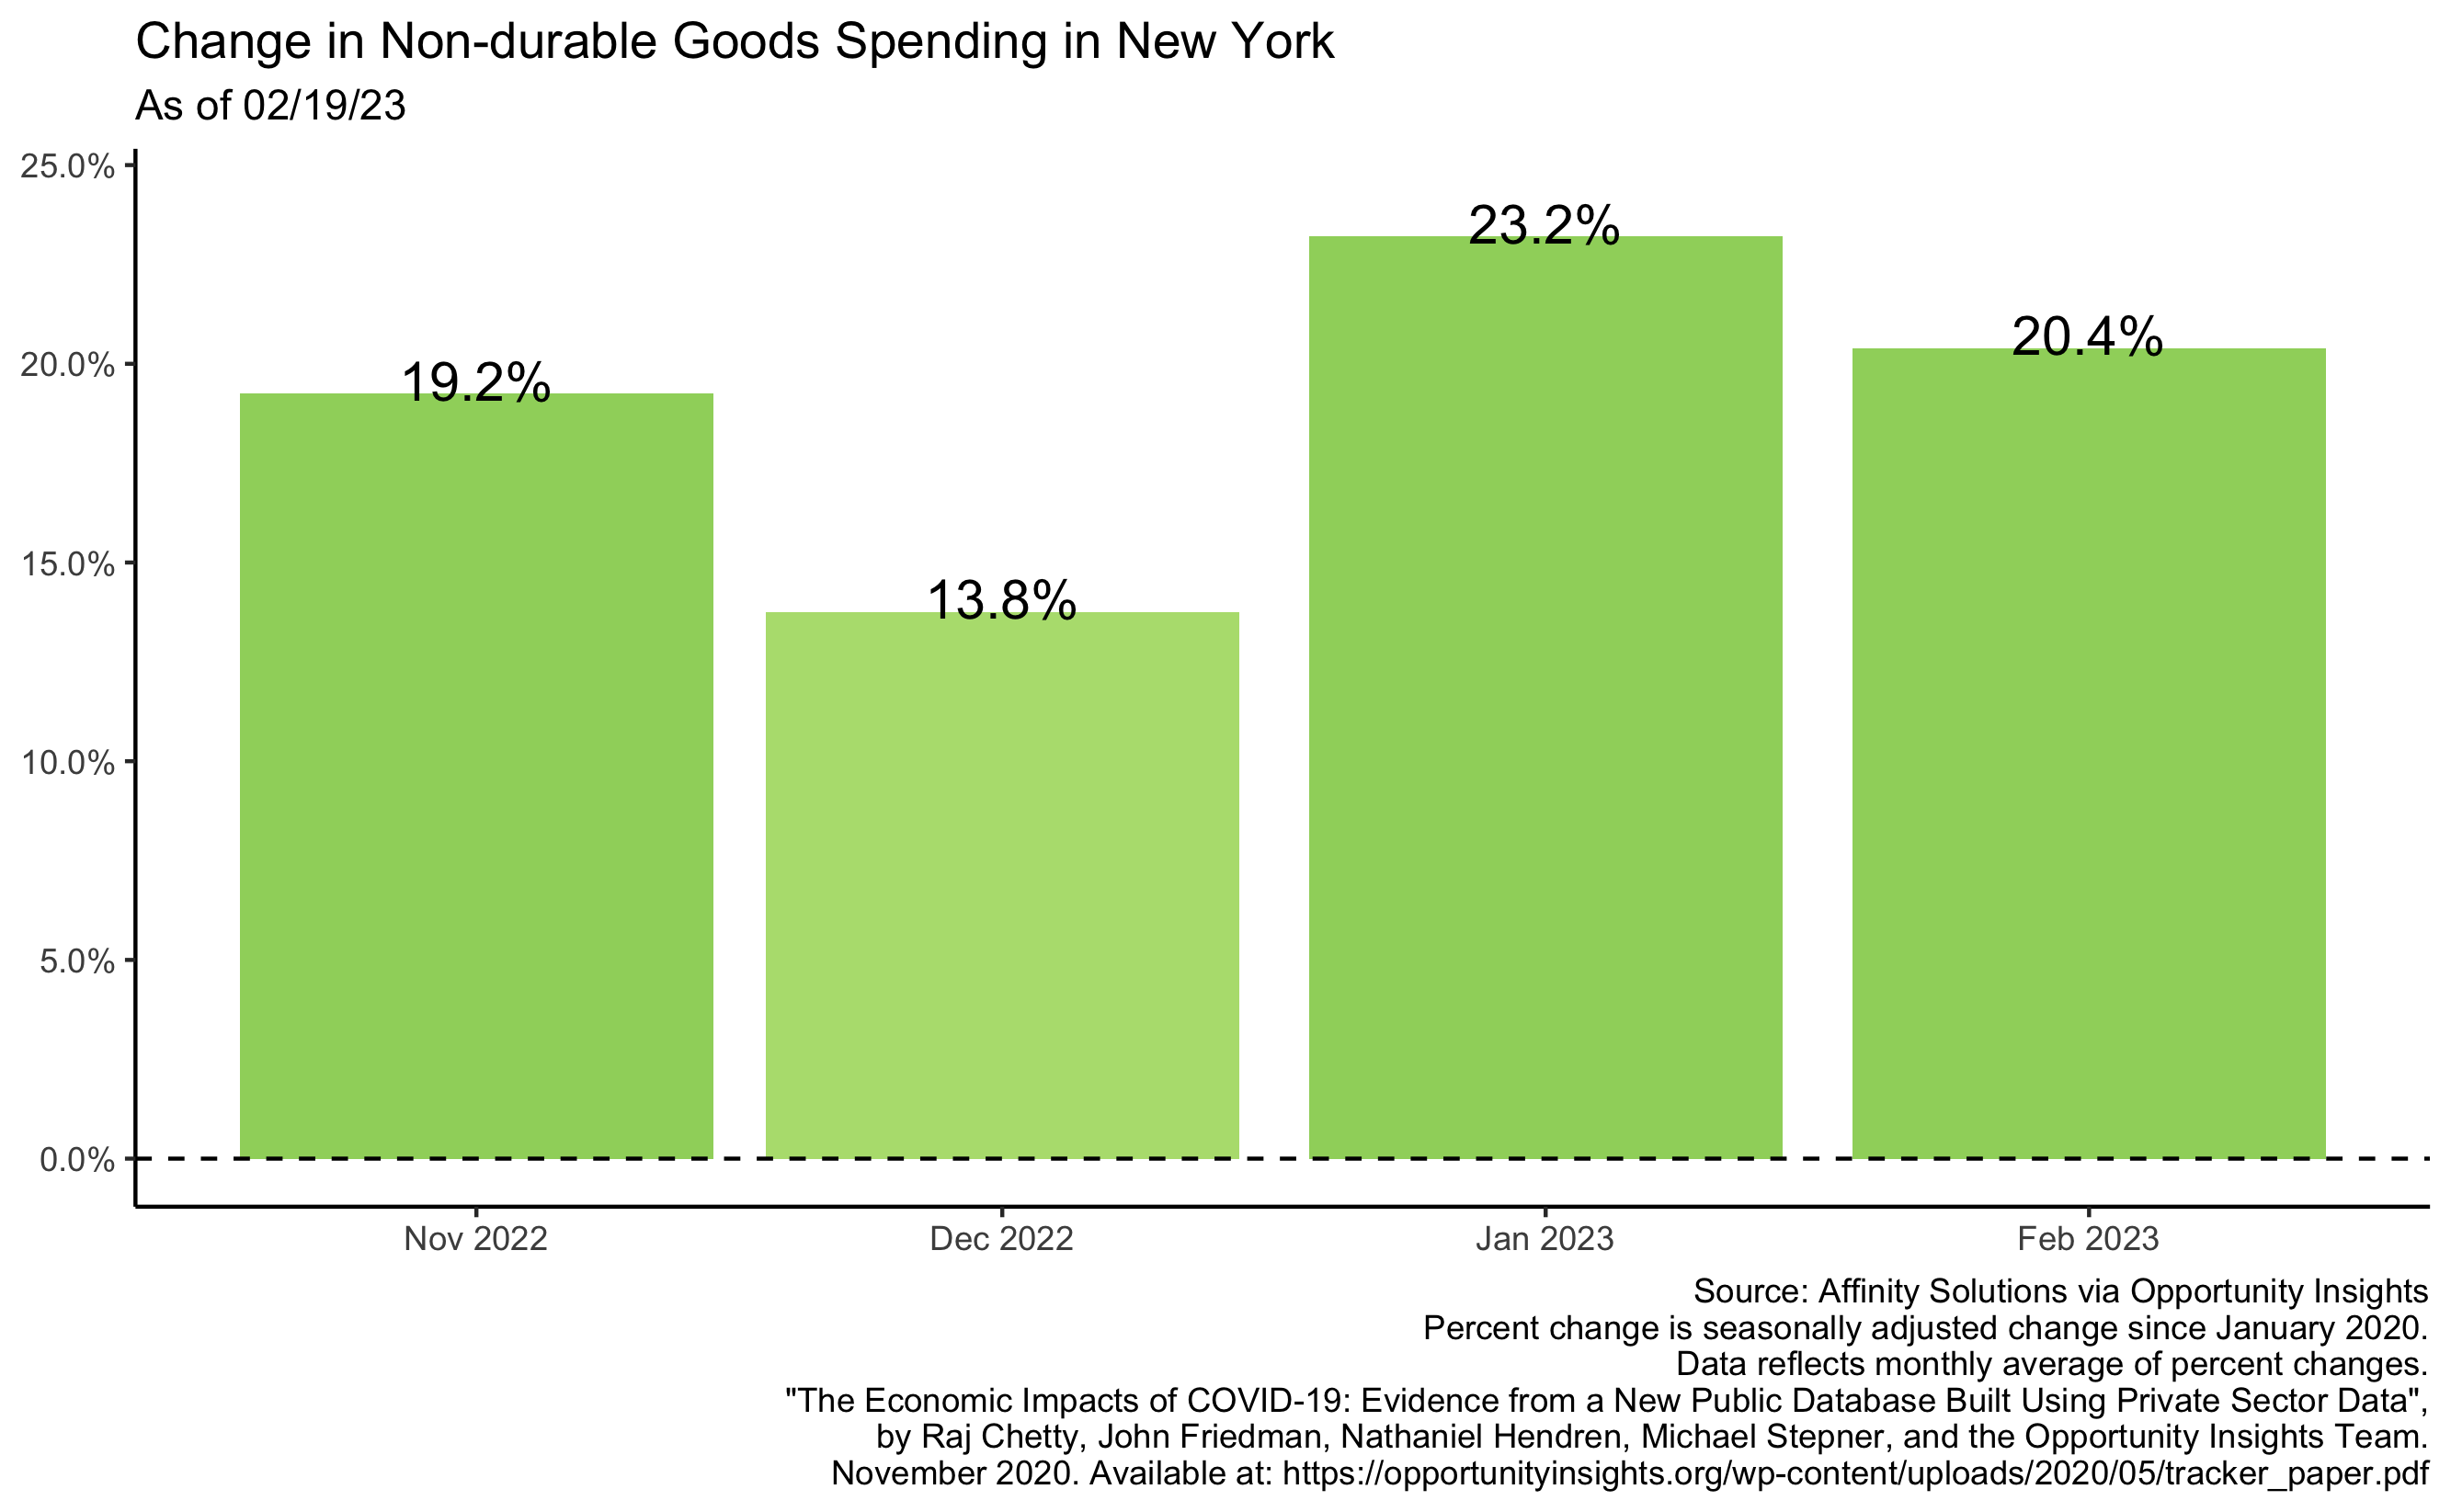 Change in Non-durable Goods Spending in New York
As of 02/19/23
25.0%
20.0%
15.0%
10.0%
5.0%
0.0%
19.2%
13.8%
23.2%
20.4%
Nov 2022
Dec 2022
Jan 2023
Feb 2023
Source: Affinity Solutions via Opportunity Insights
Percent change is seasonally adjusted change since January 2020.
Data reflects monthly average of percent changes.
"The Economic Impacts of COVID-19: Evidence from a New Public Database Built Using Private Sector Data",
by Raj Chetty, John Friedman, Nathaniel Hendren, Michael Stepner, and the Opportunity Insights Team.
November 2020. Available at: https://opportunityinsights.org/wp-content/uploads/2020/05/tracker_paper.pdf